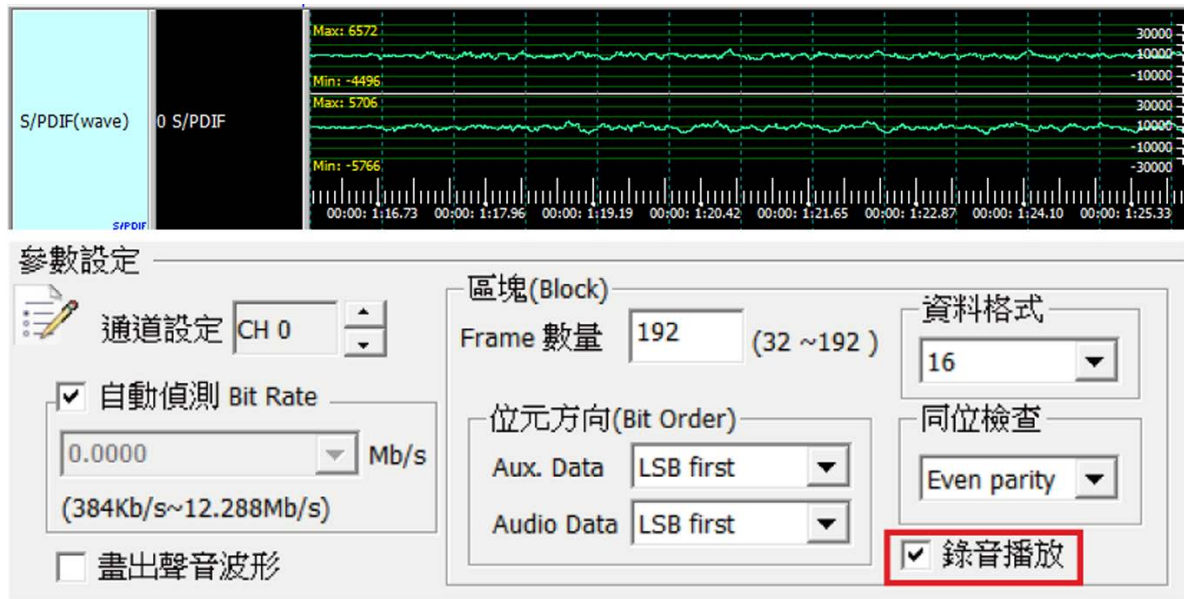 Max: 6572
30000
10000
-10000
Min: -4496
Max: 5706
30000
10000
-10000
Min: -5766
-30000
S/PDIF(wave)
0 S/PDIF
S/PDIF
00:00: 1:16.73 00:00: 1:17.96 00:00: 1:19.19 00:00: 1:20.42 00:00: 1:21.65 00:00: 1:22.87 00:00: 1:24.10 00:00: 1:25.33
參數設定
通道設定 CH 0
自動偵測 Bit Rate
0.0000 Mb/s
(384Kb/s~12.288Mb/s)
畫出聲音波形
區塊(Block)
Frame 數量 192 (32 ~192 )
位元方向(Bit Order)
Aux. Data LSB first
Audio Data LSB first
資料格式
16
同位檢查
Even parity
錄音播放